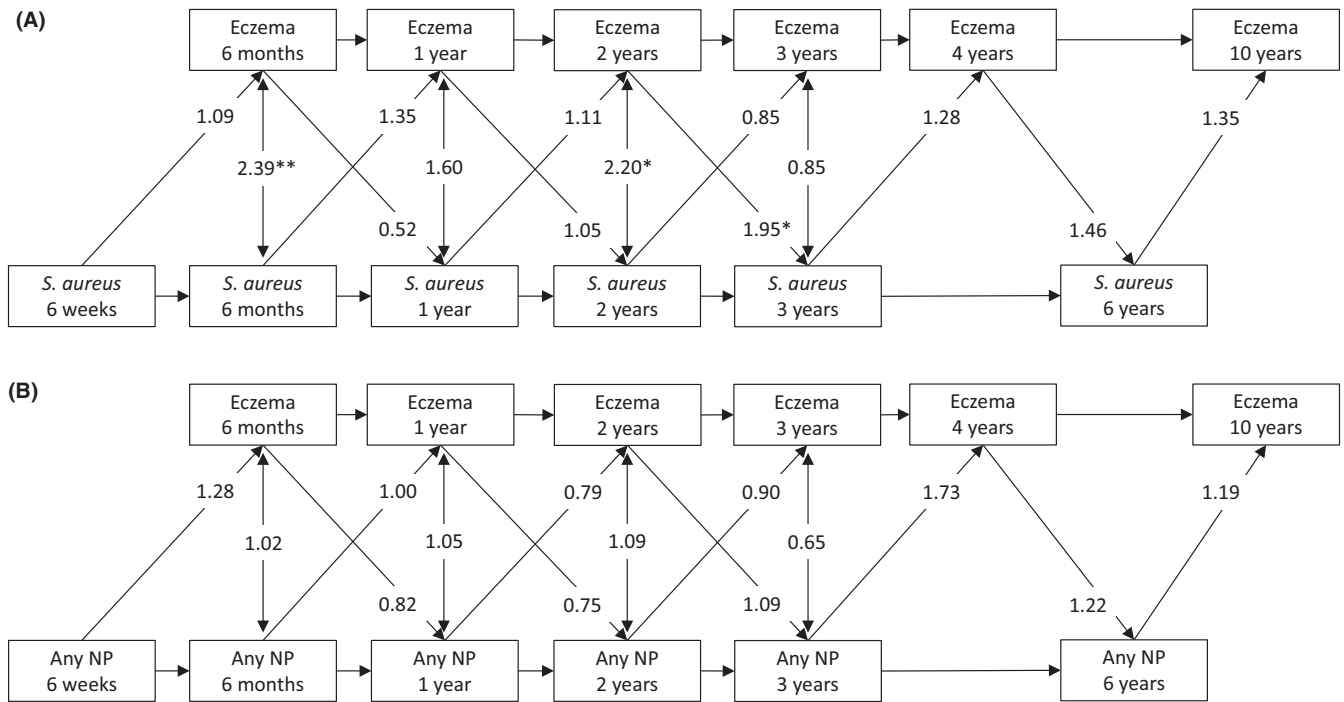 (A)
Eczema
6 months
Eczema
1 year
Eczema
2 years
Eczema
3 years
Eczema
4 years
Eczema
10 years
1.09
1.35
1.11
0.85
1.28
1.35
2.39**
1.60
2.20*
0.85
0.52
1.05
1.95*
1.46
S. aureus
6 weeks
S. aureus
6 months
S. aureus
1 year
S. aureus
2 years
S. aureus
3 years
S. aureus
6 years
(B)
Eczema
6 months
Eczema
1 year
Eczema
2 years
Eczema
3 years
Eczema
4 years
Eczema
10 years
1.28
1.00
0.79
0.90
1.73
1.19
1.02
1.05
1.09
0.65
0.82
0.75
1.09
1.22
Any NP
6 weeks
Any NP
6 months
Any NP
1 year
Any NP
2 years
Any NP
3 years
Any NP
6 years